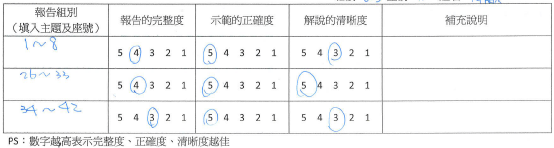 報告組別
(填入主題及座號) 報告的完整度 示範的正確度 解說的清晰度 補充說明
1～8 5 4 3 2 1 5 4 3 2 1 5 4 3 2 1
26～33 5 4 3 2 1 5 4 3 2 1 5 4 3 2 1
34～42 5 4 3 2 1 5 4 3 2 1 5 4 3 2 1
PS：數字越高表示完整度、正確度、清晰度越佳